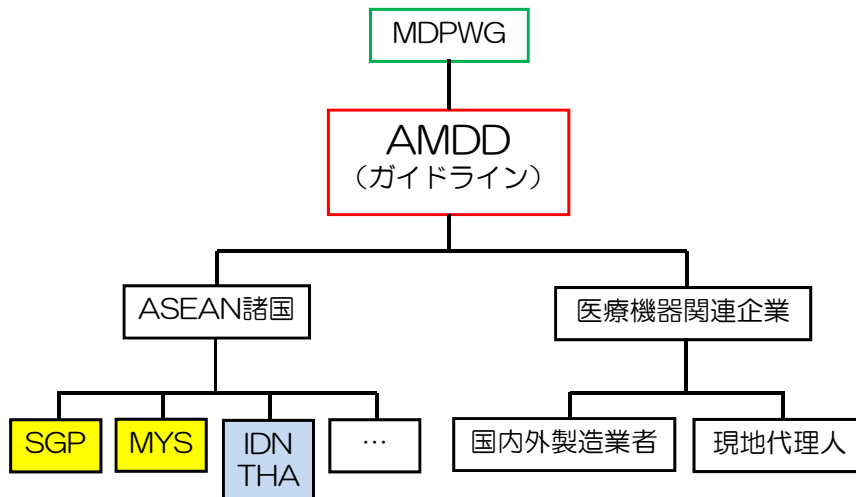 MDPWG
AMDD
（ガイドライン）
ASEAN諸国
医療機器関連企業
SGP
MYS
IDN
THA
…
国内外製造業者
現地代理人